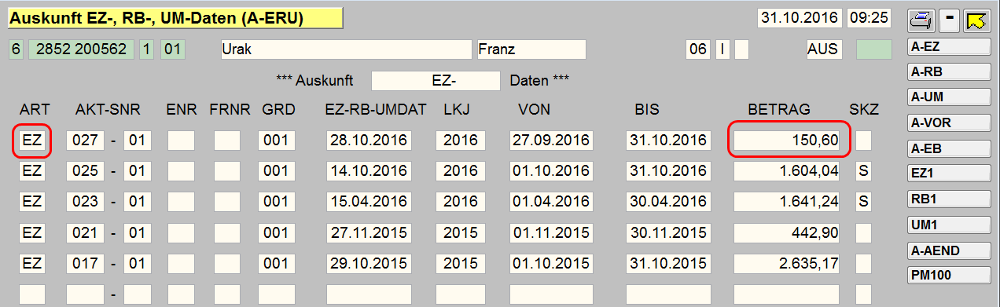 Auskunft EZ-, RB-, UM-Daten (A-ERU) 31.10.2016 09:25 -
6 2852 200562 1 01 Urak Franz 06 I AUS A-EZ
A-RB
*** Auskunft EZ- Daten ***
A-UM
ART AKT-SNR ENR FRNR GRD EZ-RB-UMDAT LKJ VON BIS BETRAG SKZ
A-VOR
EZ 027 - 01 001 28.10.2016 2016 27.09.2016 31.10.2016 150,60
A-EB
EZ 025 - 01 001 14.10.2016 2016 01.10.2016 31.10.2016 1.604,04 S EZ1
EZ 023 - 01 001 15.04.2016 2016 01.04.2016 30.04.2016 1.641,24 S RB1
UM1
EZ 021 - 01 001 27.11.2015 2015 01.11.2015 30.11.2015 442,90
A-AEND
EZ 017 - 01 001 29.10.2015 2015 01.10.2015 31.10.2015 2.635,17
PM100
-